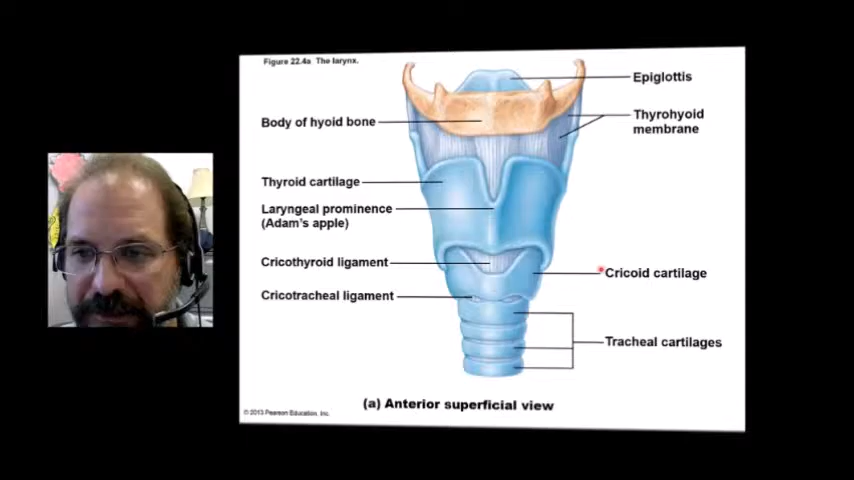 Figure 22.4a The larynx.
Epiglottis
Body of hyoid bone
Thyrohyoid
membrane
Thyroid cartilage
Laryngeal prominence
(Adam's apple)
Cricothyroid ligament
Cricoid cartilage
Cricotracheal ligament
Tracheal cartilages
(a) Anterior superficial view
© 2013 Pearson Education, Inc.